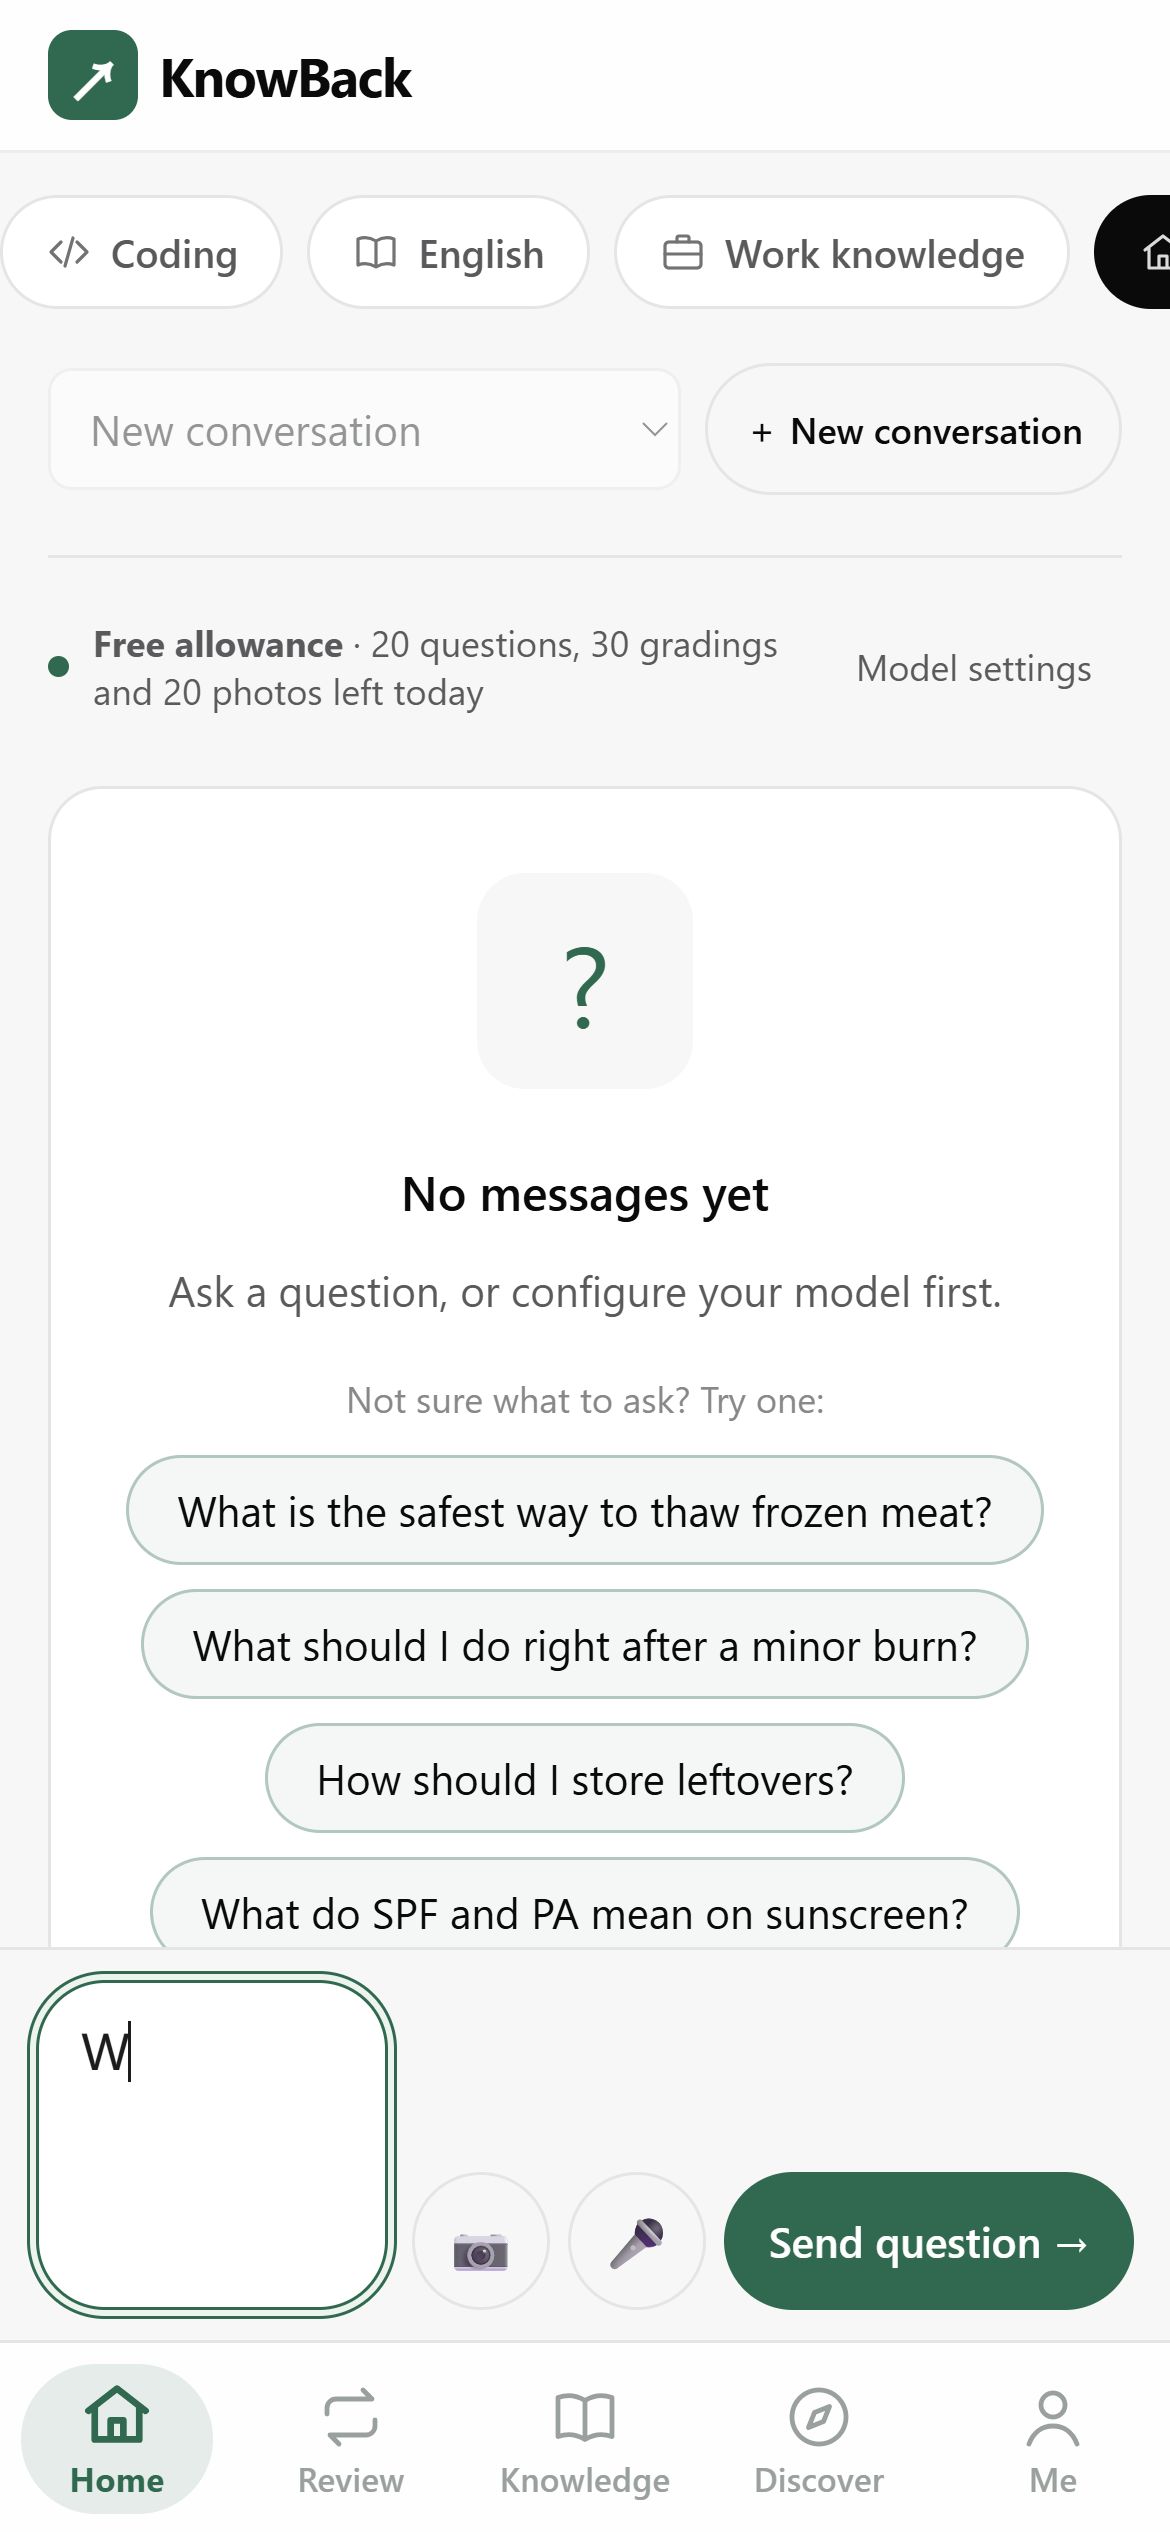 KnowBack
Coding
English
Work knowledge
New conversation
+ New conversation
Free allowance · 20 questions, 30 gradings
and 20 photos left today
Model settings
?
No messages yet
Ask a question, or configure your model first.
Not sure what to ask? Try one:
What is the safest way to thaw frozen meat?
What should I do right after a minor burn?
How should I store leftovers?
What do SPF and PA mean on sunscreen?
W
Send question →
Home
Review
Knowledge
Discover
Me